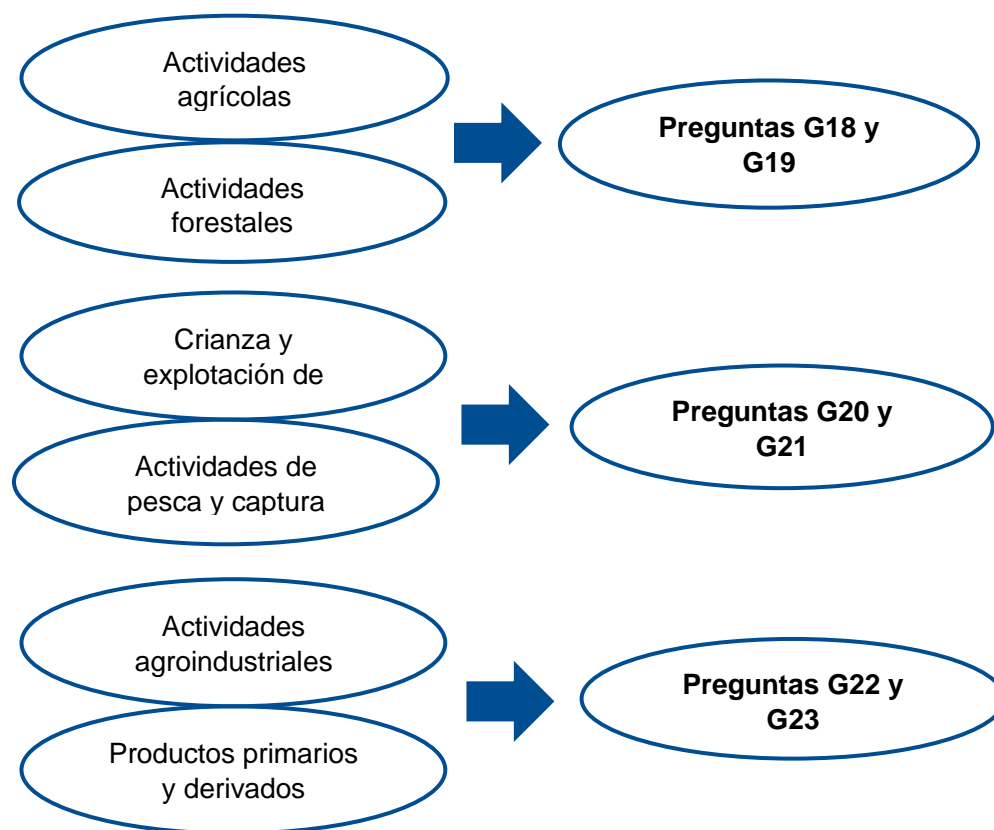 Actividades
agrícolas
Actividades
forestales
Preguntas G18 y
G19
Crianza y
explotación de
Actividades de
pesca y captura
Preguntas G20 y
G21
Actividades
agroindustriales
Productos primarios
y derivados
Preguntas G22 y
G23